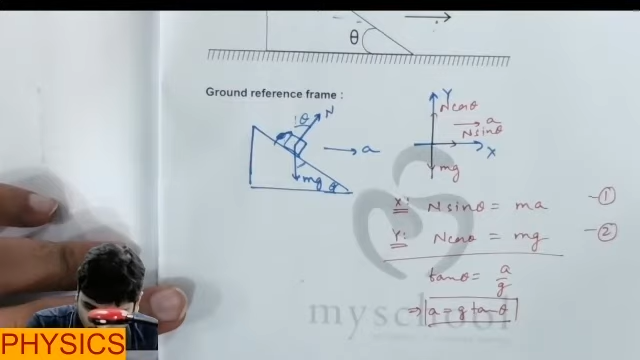 θ
Ground reference frame :
θ N
a
mg θ
Y
Ncosθ
a
Nsinθ
X
mg
X: Nsinθ = ma - ①
Y: Ncosθ = mg - ②
tanθ = a/g
⇒ a = g tanθ
myschool
PHYSICS